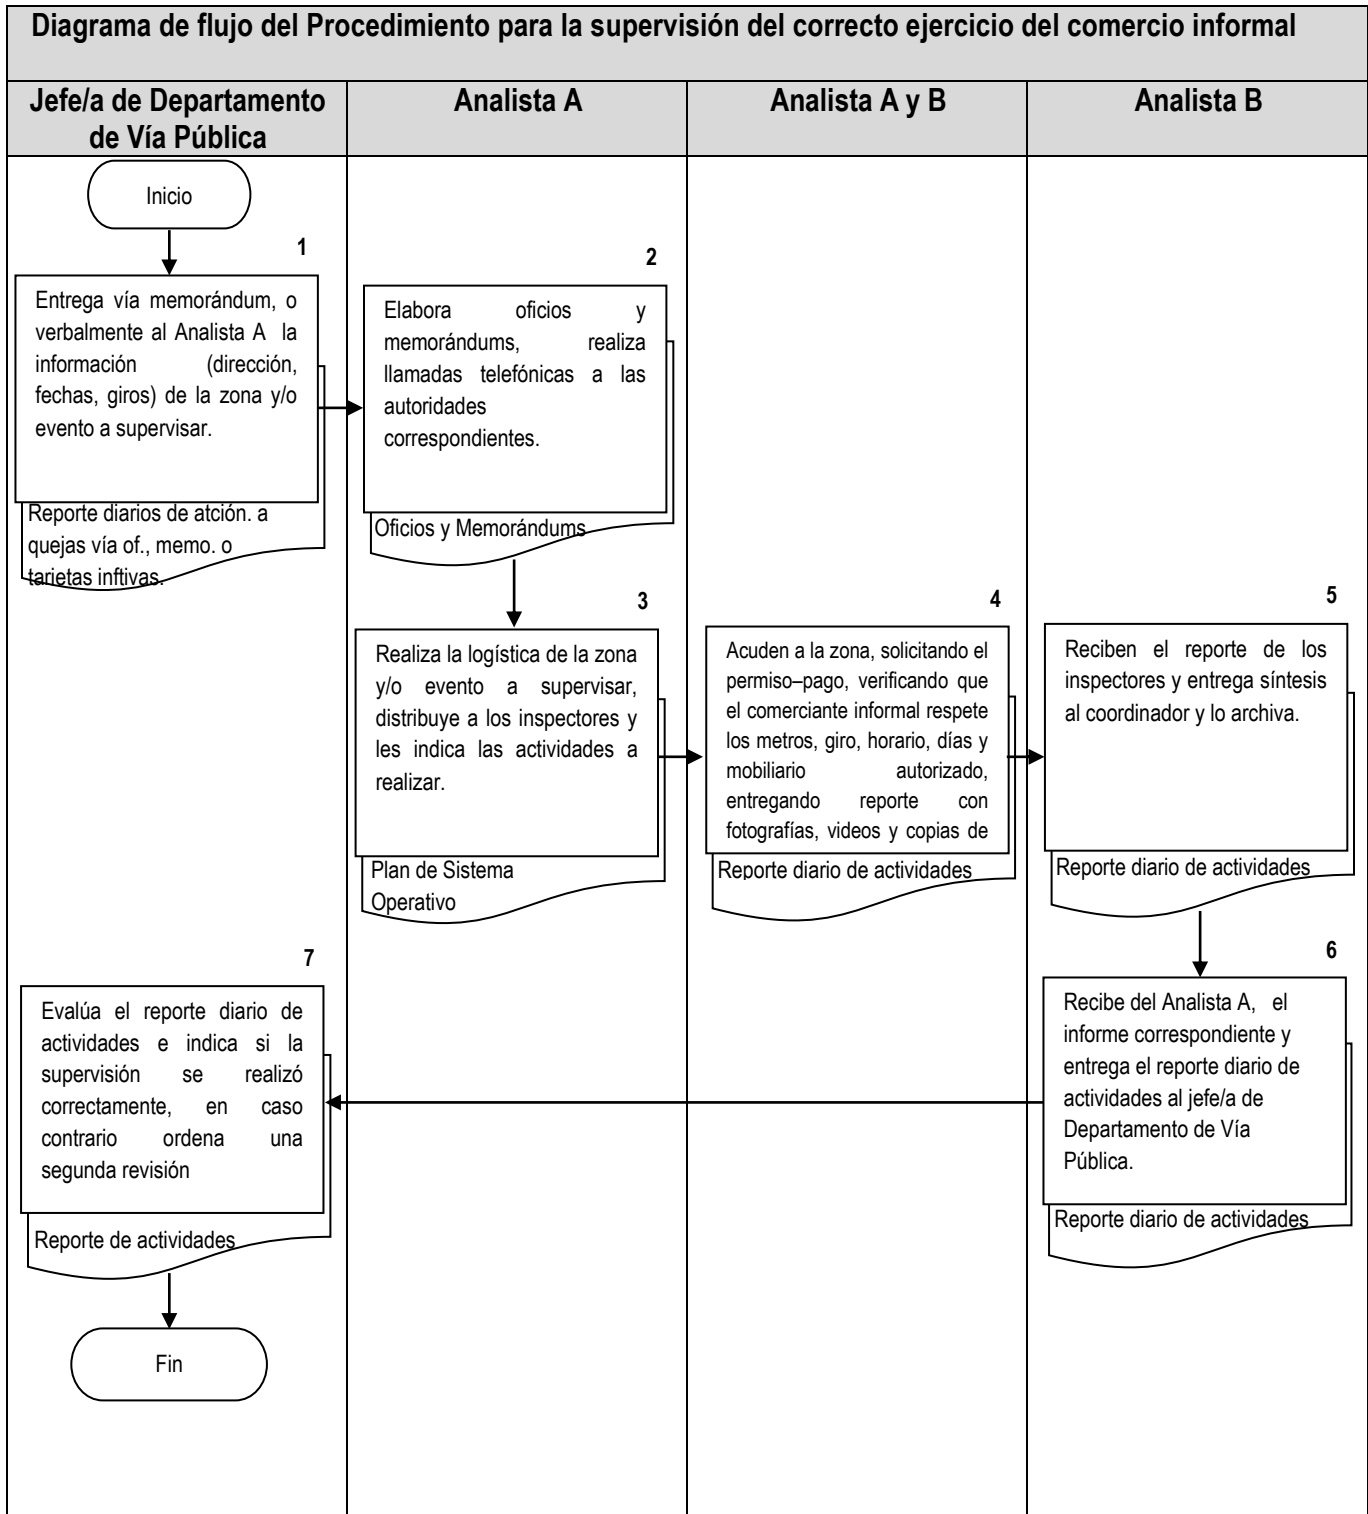 Diagrama de flujo del Procedimiento para la supervisión del correcto ejercicio del comercio informal
Jefe/a de Departamento
de Vía Pública
Analista A
Analista A y B
Analista B
Inicio
1
Entrega vía memorándum, o
verbalmente al Analista A la
información (dirección,
fechas, giros) de la zona y/o
evento a supervisar.
Reporte diarios de atción. a
quejas vía of., memo. o
tarjetas inftivas.
2
Elabora oficios y
memorándums, realiza
llamadas telefónicas a las
autoridades
correspondientes.
Oficios y Memorándums
3
Realiza la logística de la zona
y/o evento a supervisar,
distribuye a los inspectores y
les indica las actividades a
realizar.
Plan de Sistema
Operativo
4
Acuden a la zona, solicitando el
permiso–pago, verificando que
el comerciante informal respete
los metros, giro, horario, días y
mobiliario autorizado,
entregando reporte con
fotografías, videos y copias de
Reporte diario de actividades
5
Reciben el reporte de los
inspectores y entrega síntesis
al coordinador y lo archiva.
Reporte diario de actividades
6
Recibe del Analista A, el
informe correspondiente y
entrega el reporte diario de
actividades al jefe/a de
Departamento de Vía
Pública.
Reporte diario de actividades
7
Evalúa el reporte diario de
actividades e indica si la
supervisión se realizó
correctamente, en caso
contrario ordena una
segunda revisión
Reporte de actividades
Fin